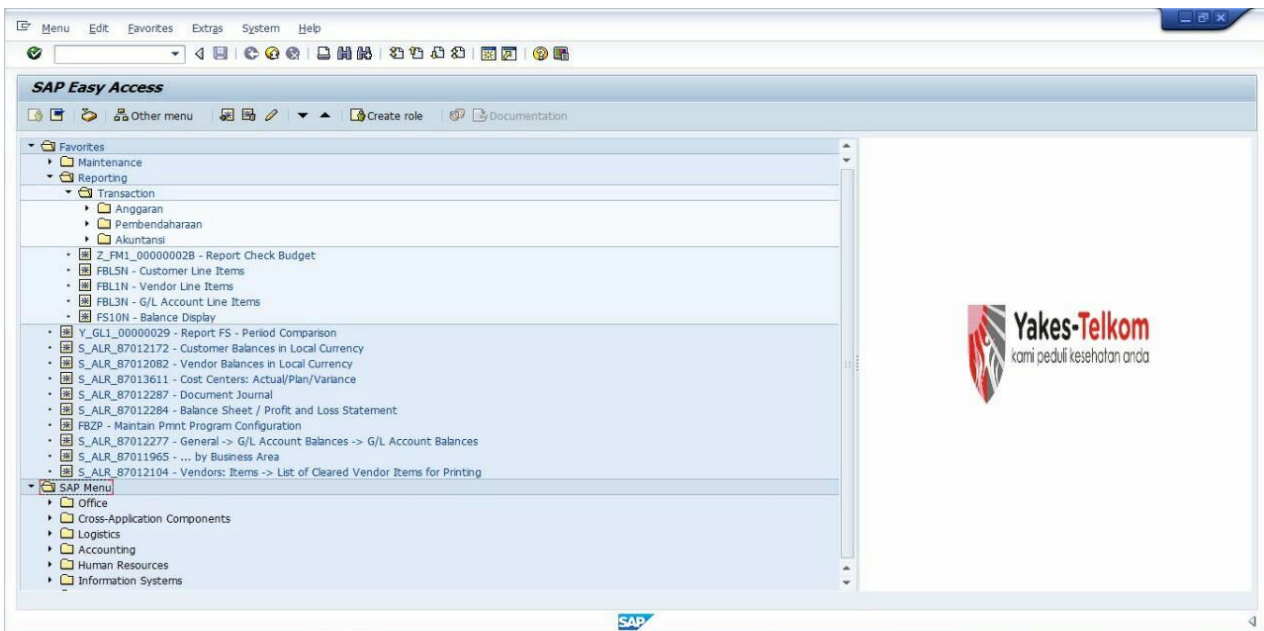 Menu Edit Favorites Extras System Help
SAP Easy Access
Other menu Create role Documentation
Favorites
Maintenance
Reporting
Transaction
Anggaran
Pembendaharaan
Akuntansi
Z_FM1_00000002B - Report Check Budget
FBL5N - Customer Line Items
FBL1N - Vendor Line Items
FBL3N - G/L Account Line Items
FS10N - Balance Display
Y_GL1_00000029 - Report FS - Period Comparison
S_ALR_87012172 - Customer Balances in Local Currency
S_ALR_87012082 - Vendor Balances in Local Currency
S_ALR_87013611 - Cost Centers: Actual/Plan/Variance
S_ALR_87012287 - Document Journal
S_ALR_87012284 - Balance Sheet / Profit and Loss Statement
FBZP - Maintain Pmnt Program Configuration
S_ALR_87012277 - General -> G/L Account Balances -> G/L Account Balances
S_ALR_87011965 - ... by Business Area
S_ALR_87012104 - Vendors: Items -> List of Cleared Vendor Items for Printing
SAP Menu
Office
Cross-Application Components
Logistics
Accounting
Human Resources
Information Systems
Yakes-Telkom
kami peduli kesehatan anda
SAP